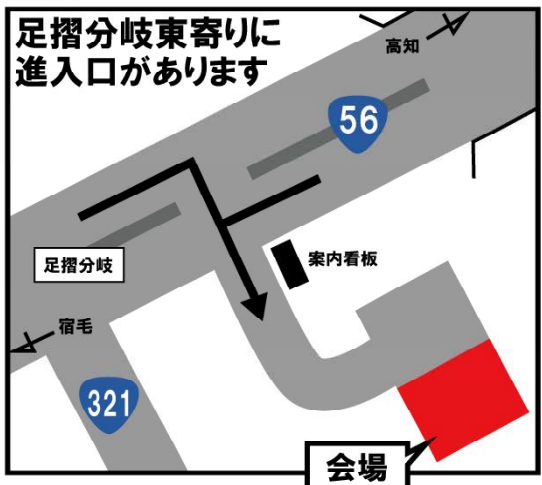 足摺分岐東寄りに
進入口があります
高知
56
案内看板
足摺分岐
宿毛
321
会場